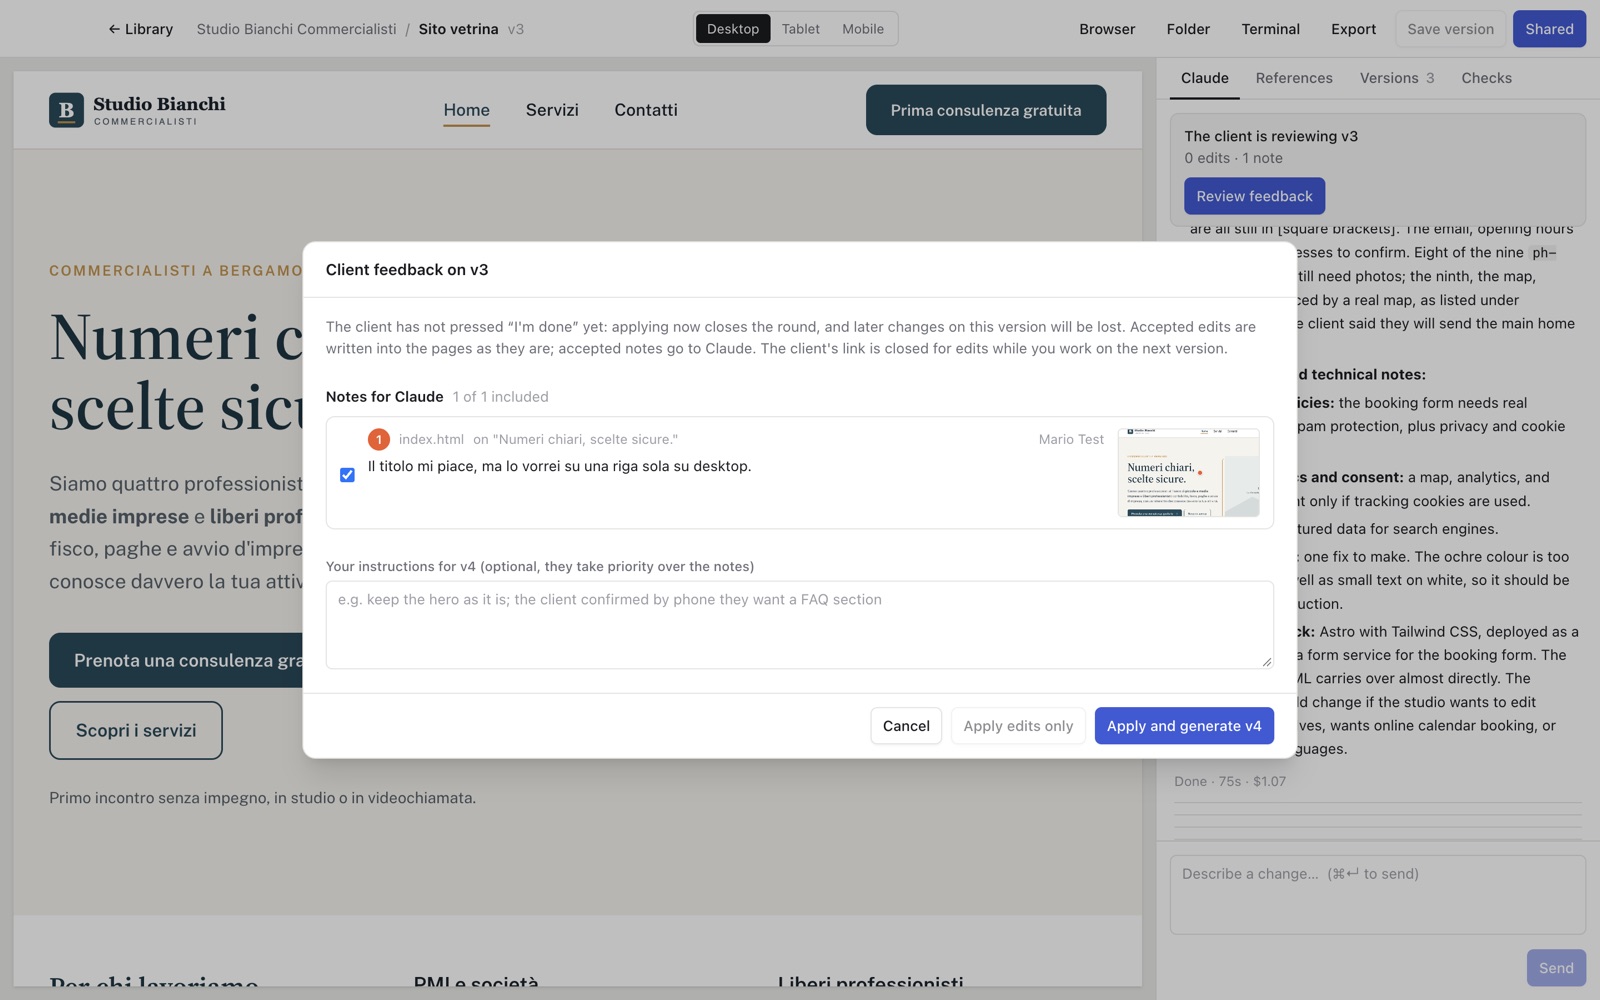 ← Library
Studio Bianchi Commercialisti / Sito vetrina v3
Desktop
Tablet
Mobile
Browser
Folder
Terminal
Export
Save version
Shared
B
Studio Bianchi
COMMERCIALISTI
Home
Servizi
Contatti
Prima consulenza gratuita
COMMERCIALISTI A BERGAMO
Numeri c
scelte sicu
Siamo quattro professionist
medie imprese e liberi prof
fisco, paghe e avvio d'impre
conosce davvero la tua attiv
Prenota una consulenza gra
Scopri i servizi
Primo incontro senza impegno, in studio o in videochiamata.
Per chi lavoriamo
PMI e società
Liberi professionisti
Client feedback on v3
The client has not pressed “I'm done” yet: applying now closes the round, and later changes on this version will be lost. Accepted edits are
written into the pages as they are; accepted notes go to Claude. The client's link is closed for edits while you work on the next version.
Notes for Claude 1 of 1 included
1 index.html on "Numeri chiari, scelte sicure."
Mario Test
Il titolo mi piace, ma lo vorrei su una riga sola su desktop.
Numeri chiari,
scelte sicure.
Your instructions for v4 (optional, they take priority over the notes)
e.g. keep the hero as it is; the client confirmed by phone they want a FAQ section
Cancel
Apply edits only
Apply and generate v4
Claude
References
Versions 3
Checks
The client is reviewing v3
0 edits · 1 note
Review feedback
are all still in [square brackets]. The email, opening hours
esses to confirm. Eight of the nine ph-
till need photos; the ninth, the map,
ced by a real map, as listed under
e client said they will send the main home
d technical notes:
icies: the booking form needs real
pam protection, plus privacy and cookie
s and consent: a map, analytics, and
nt only if tracking cookies are used.
tured data for search engines.
: one fix to make. The ochre colour is too
vell as small text on white, so it should be
uction.
ck: Astro with Tailwind CSS, deployed as a
a form service for the booking form. The
ML carries over almost directly. The
ld change if the studio wants to edit
ves, wants online calendar booking, or
guages.
Done · 75s · $1.07
Describe a change… (⌘↵ to send)
Send